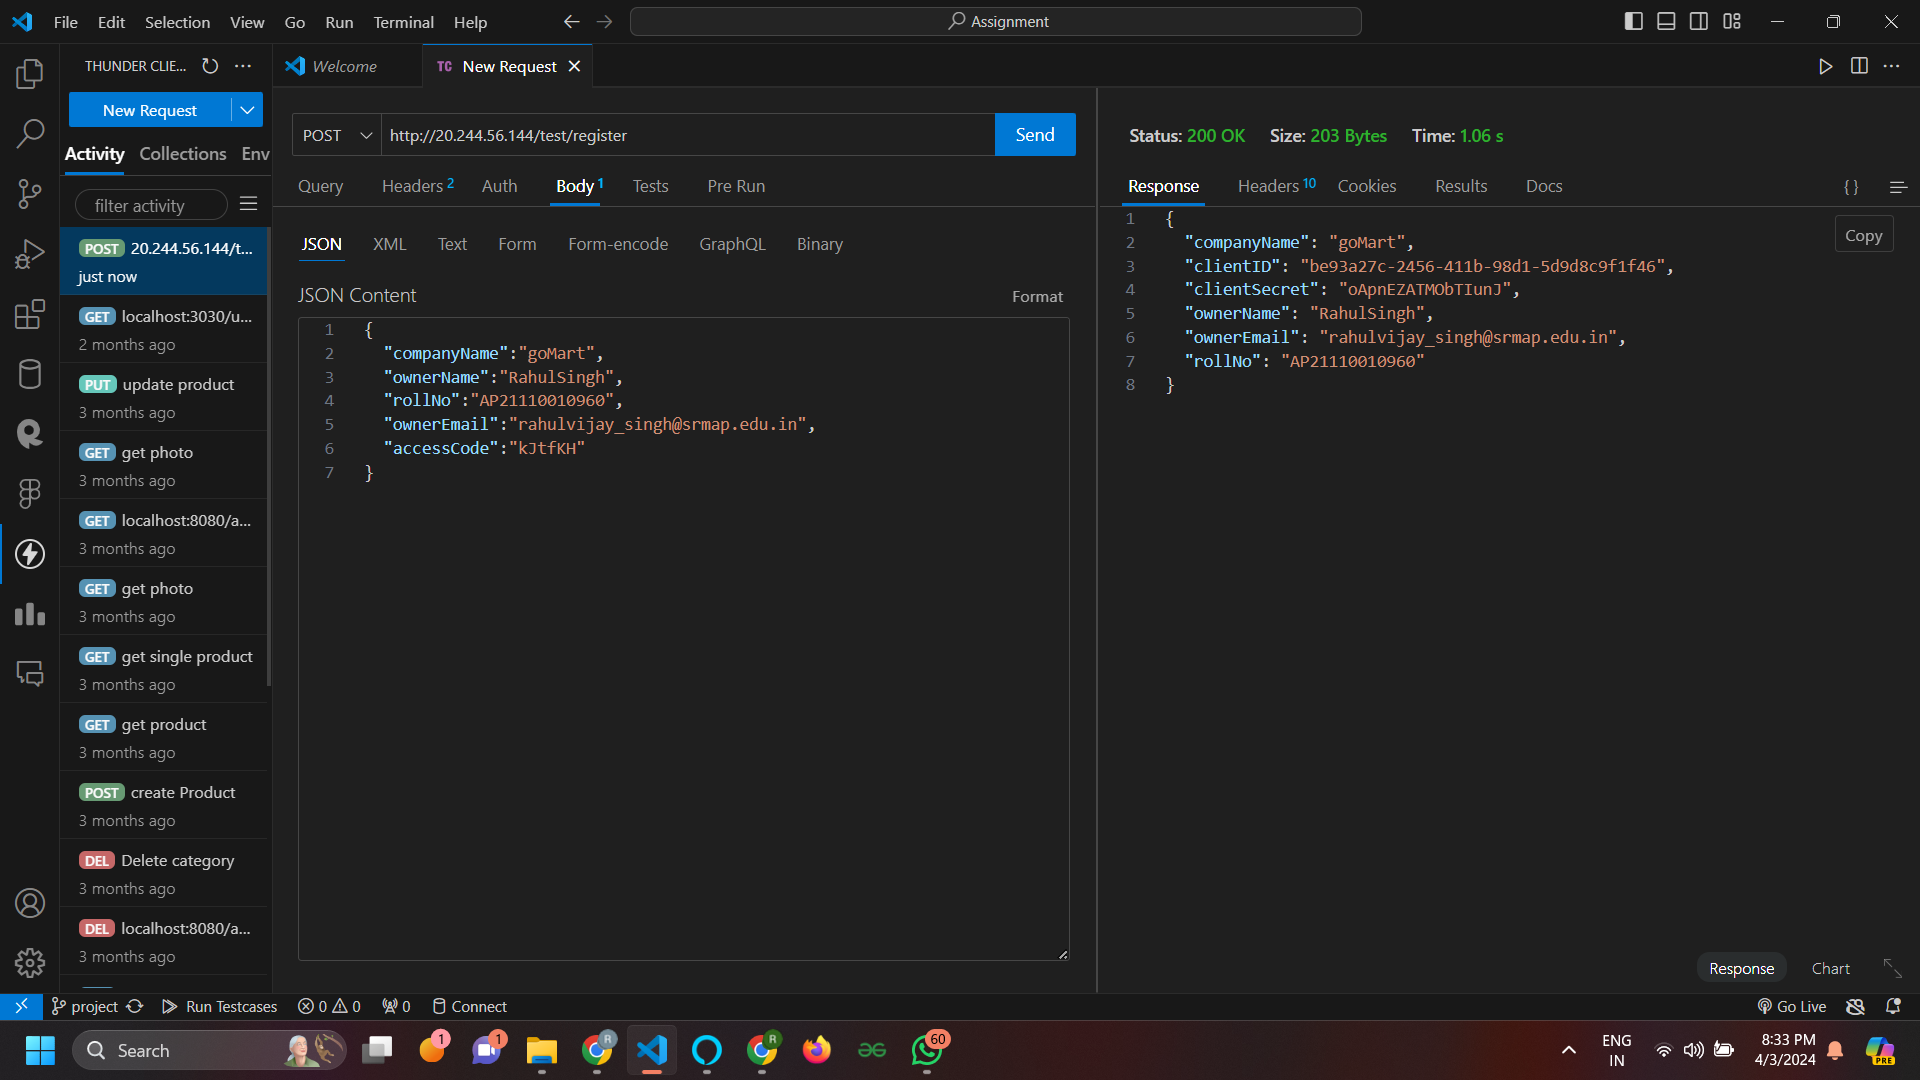 File Edit Selection View Go Run Terminal Help
Assignment
THUNDER CLIE...
New Request
Activity Collections Env
filter activity
POST 20.244.56.144/t...
just now
GET localhost:3030/u...
2 months ago
PUT update product
3 months ago
GET get photo
3 months ago
GET localhost:8080/a...
3 months ago
GET get photo
3 months ago
GET get single product
3 months ago
GET get product
3 months ago
POST create Product
3 months ago
DEL Delete category
3 months ago
DEL localhost:8080/a...
3 months ago
Welcome
TC New Request
POST http://20.244.56.144/test/register Send
Query Headers 2 Auth Body 1 Tests Pre Run
JSON XML Text Form Form-encode GraphQL Binary
JSON Content Format
1 {
2 "companyName":"goMart",
3 "ownerName":"RahulSingh",
4 "rollNo":"AP21110010960",
5 "ownerEmail":"rahulvijay_singh@srmap.edu.in",
6 "accessCode":"kJtfKH"
7 }
Status: 200 OK Size: 203 Bytes Time: 1.06 s
Response Headers 10 Cookies Results Docs { }
Copy
1 {
2 "companyName": "goMart",
3 "clientID": "be93a27c-2456-411b-98d1-5d9d8c9f1f46",
4 "clientSecret": "oApnEZATMObTIunJ",
5 "ownerName": "RahulSingh",
6 "ownerEmail": "rahulvijay_singh@srmap.edu.in",
7 "rollNo": "AP21110010960"
8 }
Response Chart
project Run Testcases 0 0 0 Connect Go Live
Search
1
1
R
R
60
ENG
IN
8:33 PM
4/3/2024
PRE